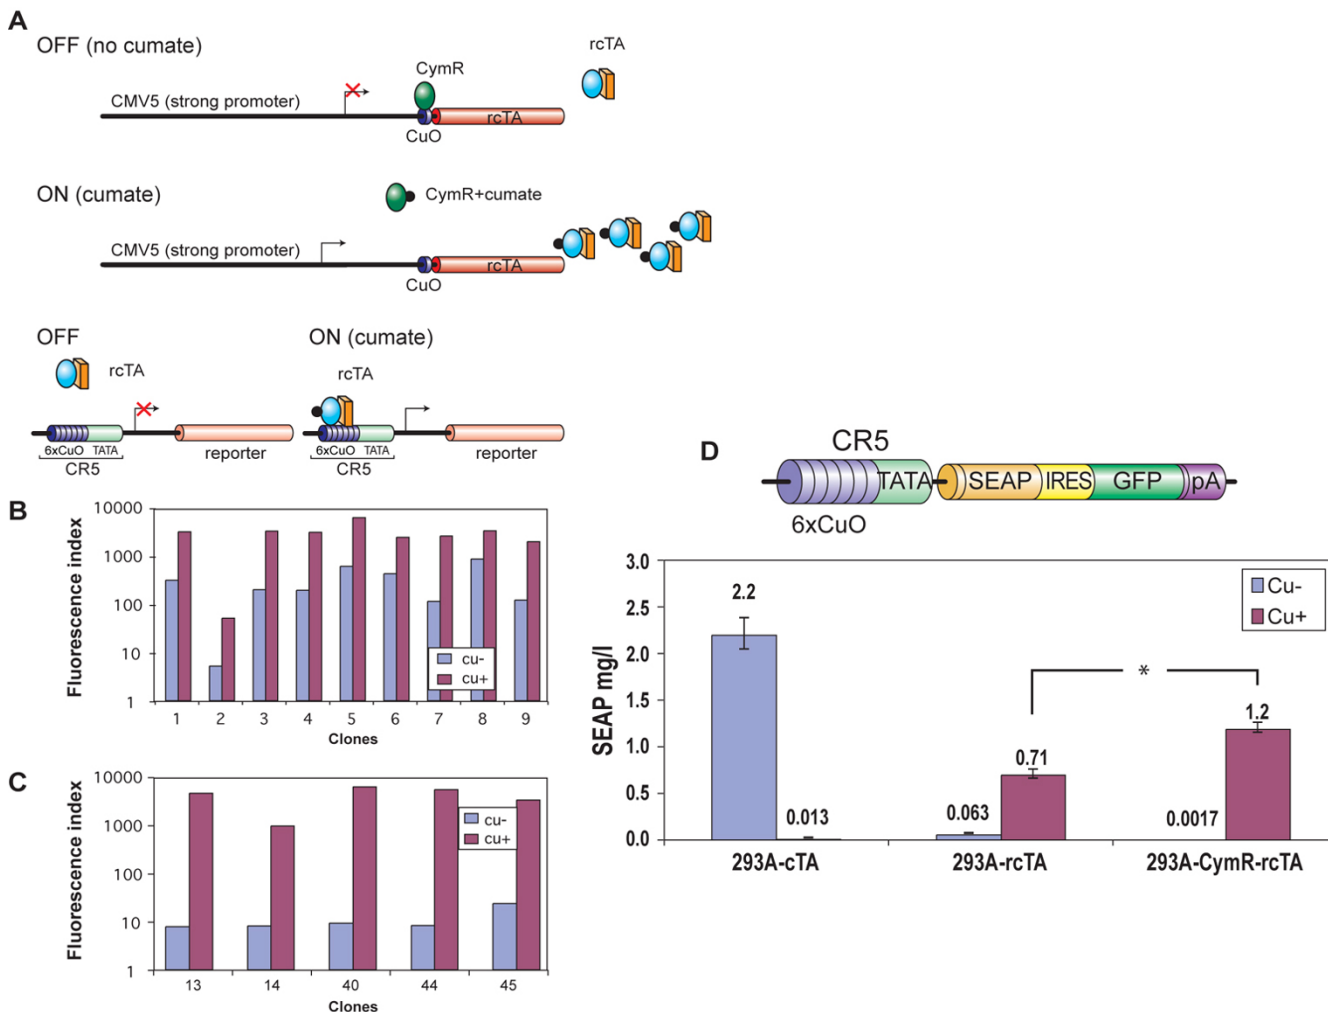 A
OFF (no cumate)
rcTA
CymR
CMV5 (strong promoter)
rcTA
CuO
ON (cumate)
CymR+cumate
CMV5 (strong promoter)
rcTA
CuO
OFF
ON (cumate)
rcTA
rcTA
6xCuO TATA
reporter
CR5
6xCuO TATA
reporter
CR5
B
Fluorescence index
10000
1000
100
10
1
cu-
cu+
1 2 3 4 5 6 7 8 9
Clones
C
Fluorescence index
10000
1000
100
10
1
cu-
cu+
13 14 40 44 45
Clones
D
CR5
TATA SEAP IRES GFP pA
6xCuO
SEAP mg/l
3.0
2.5
2.0
1.5
1.0
0.5
0.0
Cu-
Cu+
2.2
0.013
0.063
0.71
*
0.0017
1.2
293A-cTA 293A-rcTA 293A-CymR-rcTA